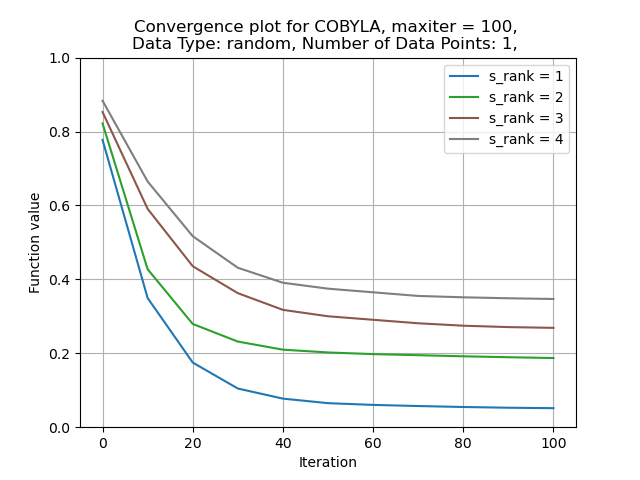 Convergence plot for COBYLA, maxiter = 100,
Data Type: random, Number of Data Points: 1,
1.0
0.8
0.6
0.4
0.2
0.0
Function value
s_rank = 1
s_rank = 2
s_rank = 3
s_rank = 4
0 20 40 60 80 100
Iteration